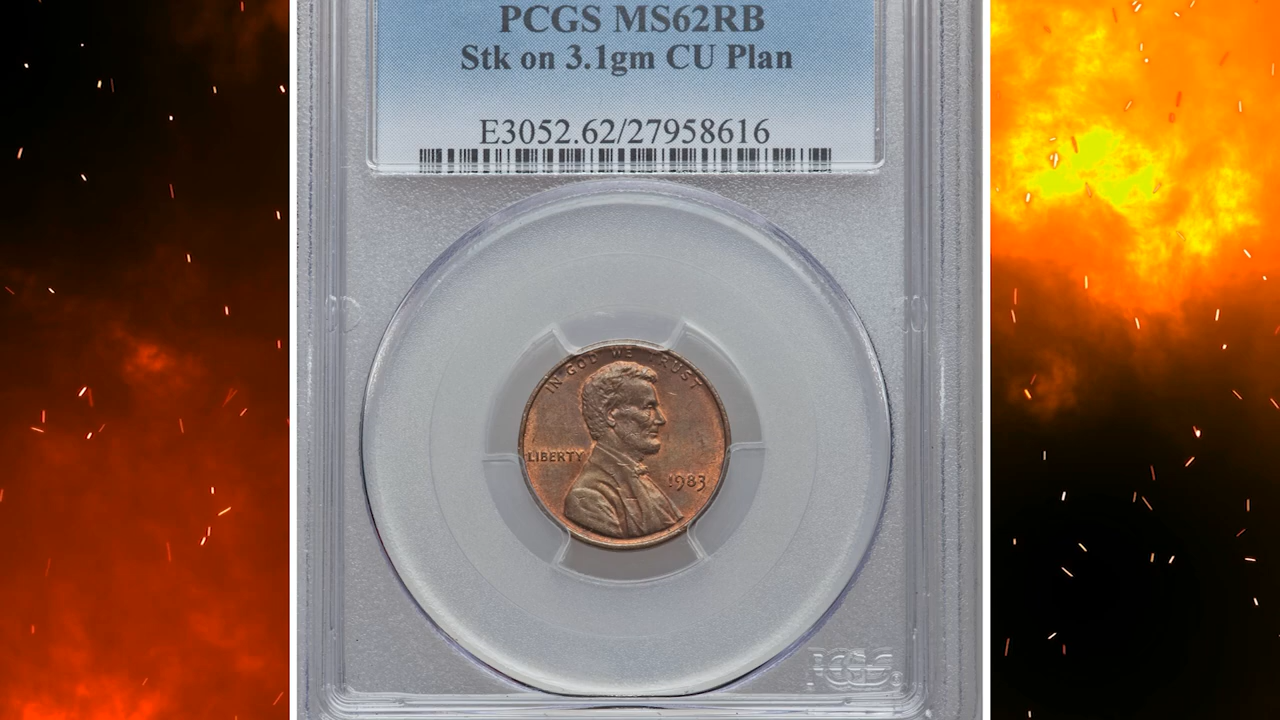 PCGS MS62RB
Stk on 3.1gm CU Plan
E3052.62/27958616
IN GOD WE TRUST
LIBERTY
1983
PCGS